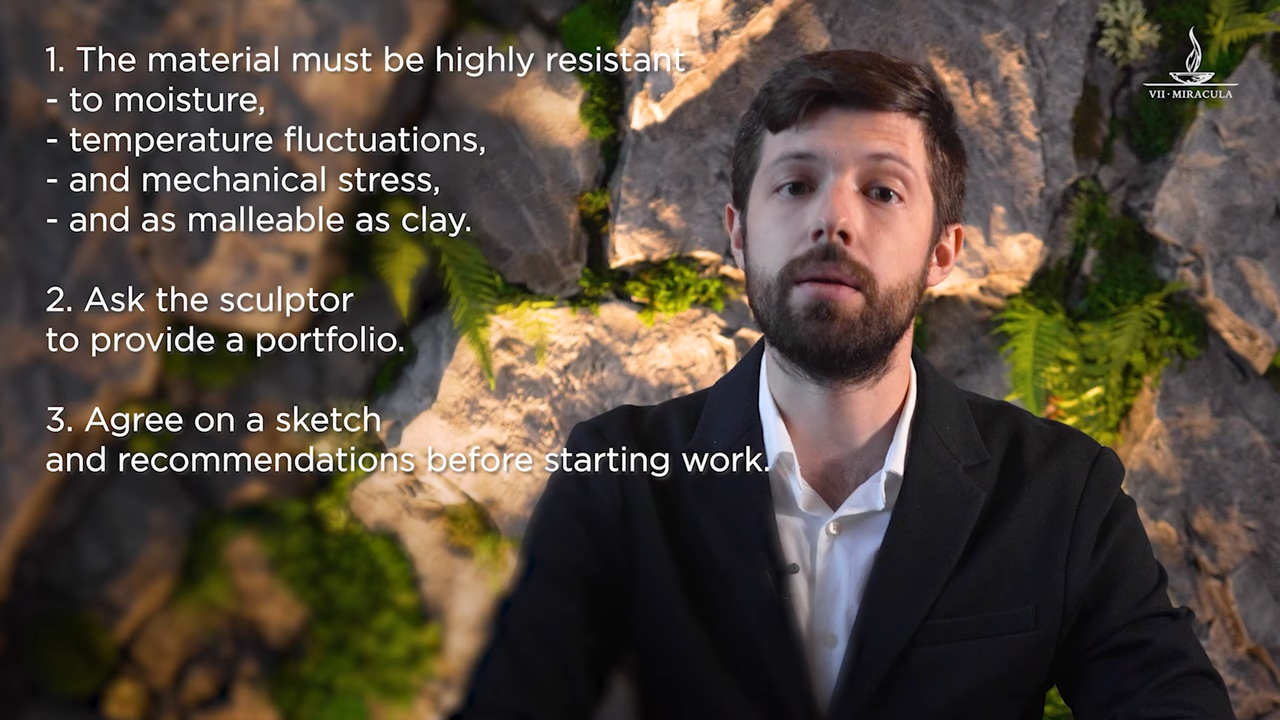 1. The material must be highly resistant
- to moisture,
- temperature fluctuations,
- and mechanical stress,
- and as malleable as clay.
2. Ask the sculptor
to provide a portfolio.
3. Agree on a sketch
and recommendations before starting work.
VII · MIRACULA